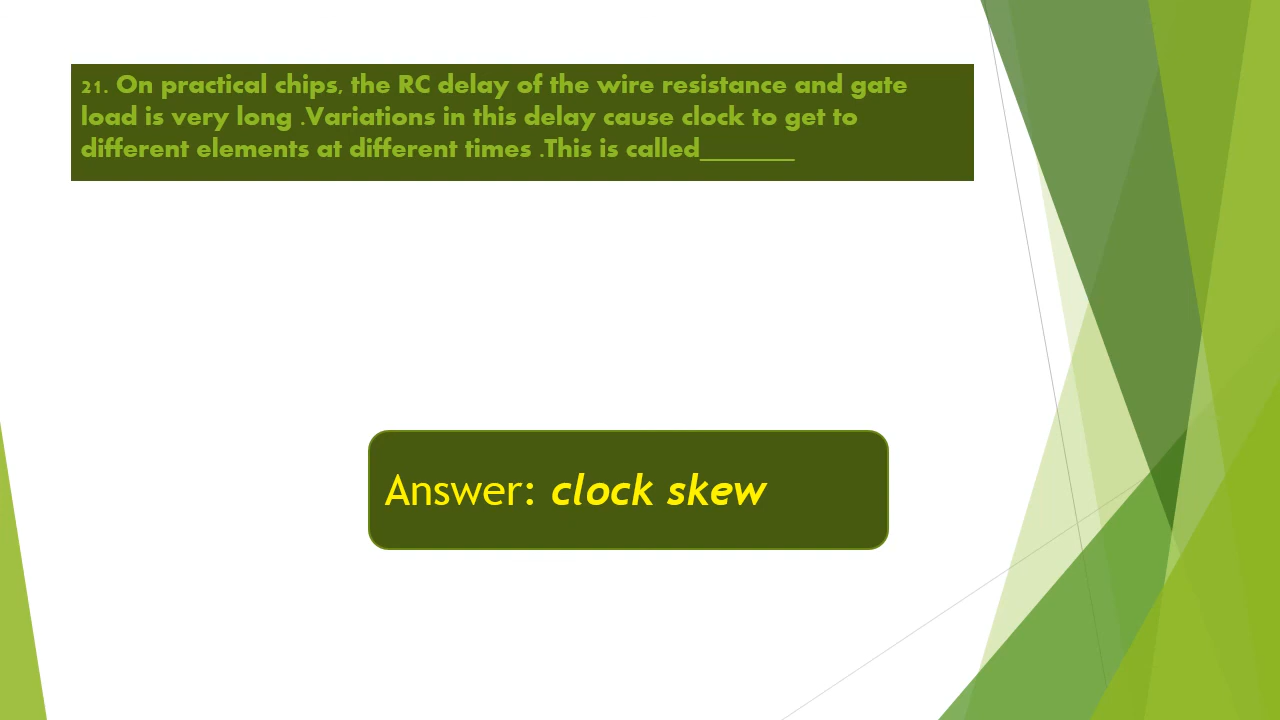 21. On practical chips, the RC delay of the wire resistance and gate
load is very long .Variations in this delay cause clock to get to
different elements at different times .This is called_______
Answer: clock skew